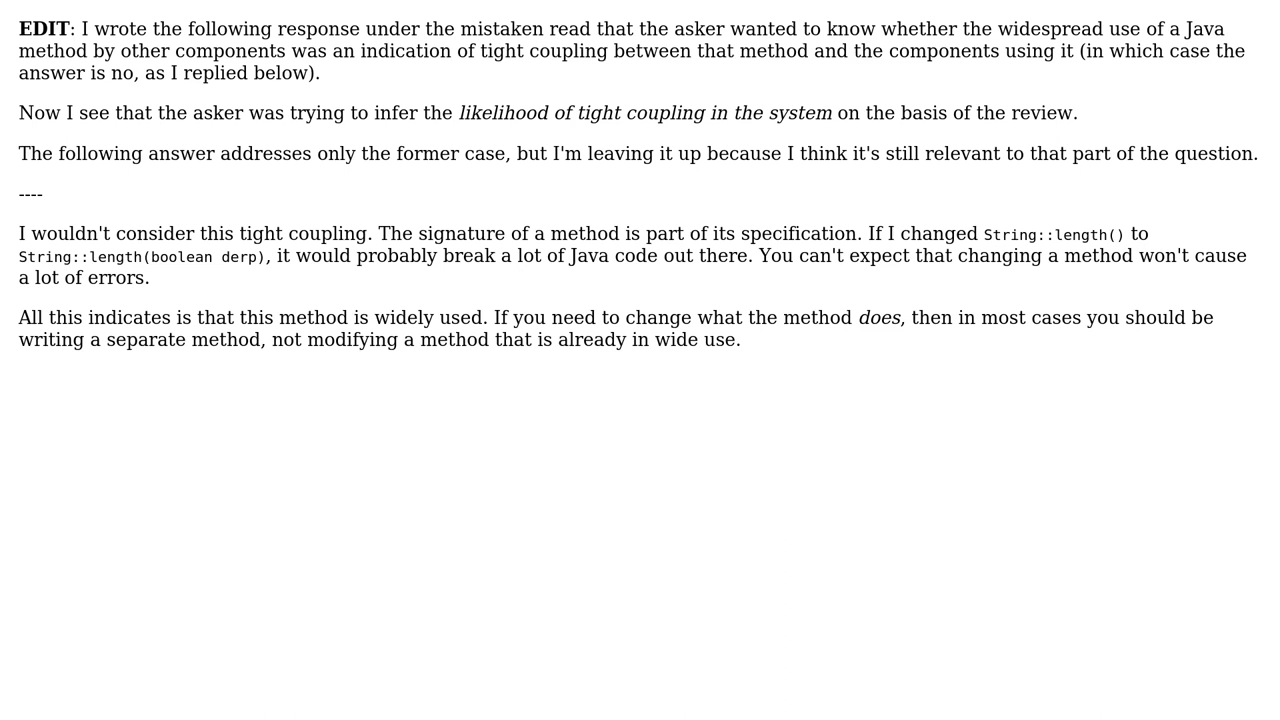 EDIT: I wrote the following response under the mistaken read that the asker wanted to know whether the widespread use of a Java
method by other components was an indication of tight coupling between that method and the components using it (in which case the
answer is no, as I replied below).
Now I see that the asker was trying to infer the likelihood of tight coupling in the system on the basis of the review.
The following answer addresses only the former case, but I'm leaving it up because I think it's still relevant to that part of the question.
----
I wouldn't consider this tight coupling. The signature of a method is part of its specification. If I changed String::length() to
String::length(boolean derp), it would probably break a lot of Java code out there. You can't expect that changing a method won't cause
a lot of errors.
All this indicates is that this method is widely used. If you need to change what the method does, then in most cases you should be
writing a separate method, not modifying a method that is already in wide use.